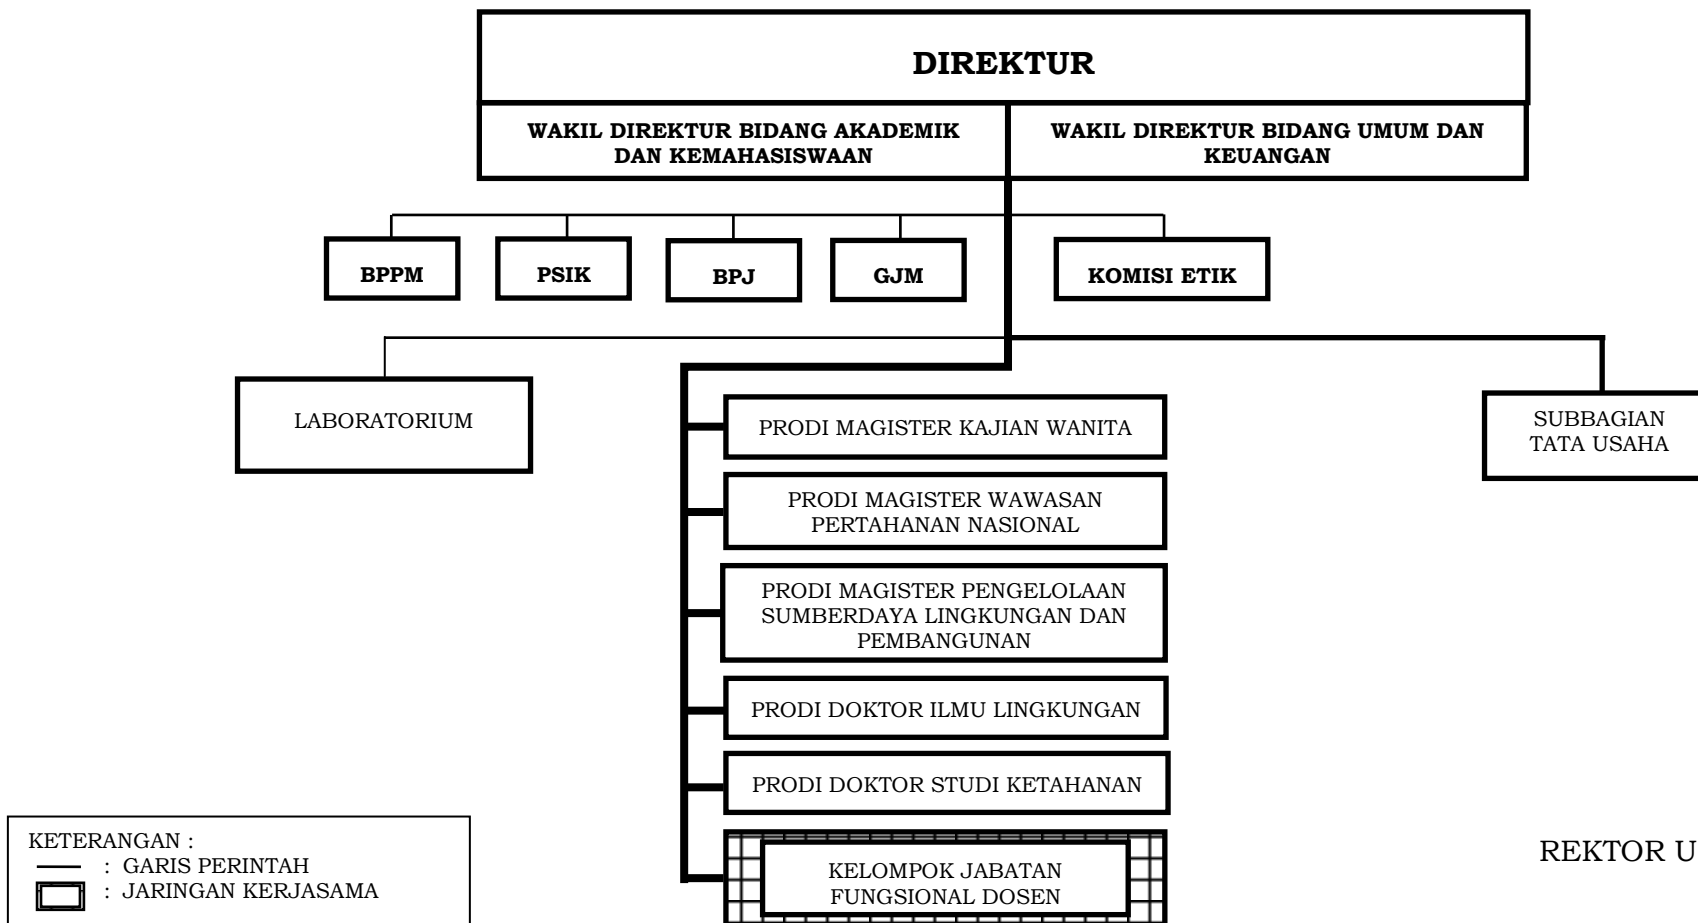 DIREKTUR
WAKIL DIREKTUR BIDANG AKADEMIK
DAN KEMAHASISWAAN
WAKIL DIREKTUR BIDANG UMUM DAN
KEUANGAN
BPPM
PSIK
BPJ
GJM
KOMISI ETIK
LABORATORIUM
SUBBAGIAN
TATA USAHA
PRODI MAGISTER KAJIAN WANITA
PRODI MAGISTER WAWASAN
PERTAHANAN NASIONAL
PRODI MAGISTER PENGELOLAAN
SUMBERDAYA LINGKUNGAN DAN
PEMBANGUNAN
PRODI DOKTOR ILMU LINGKUNGAN
PRODI DOKTOR STUDI KETAHANAN
KELOMPOK JABATAN
FUNGSIONAL DOSEN
KETERANGAN :
: GARIS PERINTAH
: JARINGAN KERJASAMA
REKTOR U